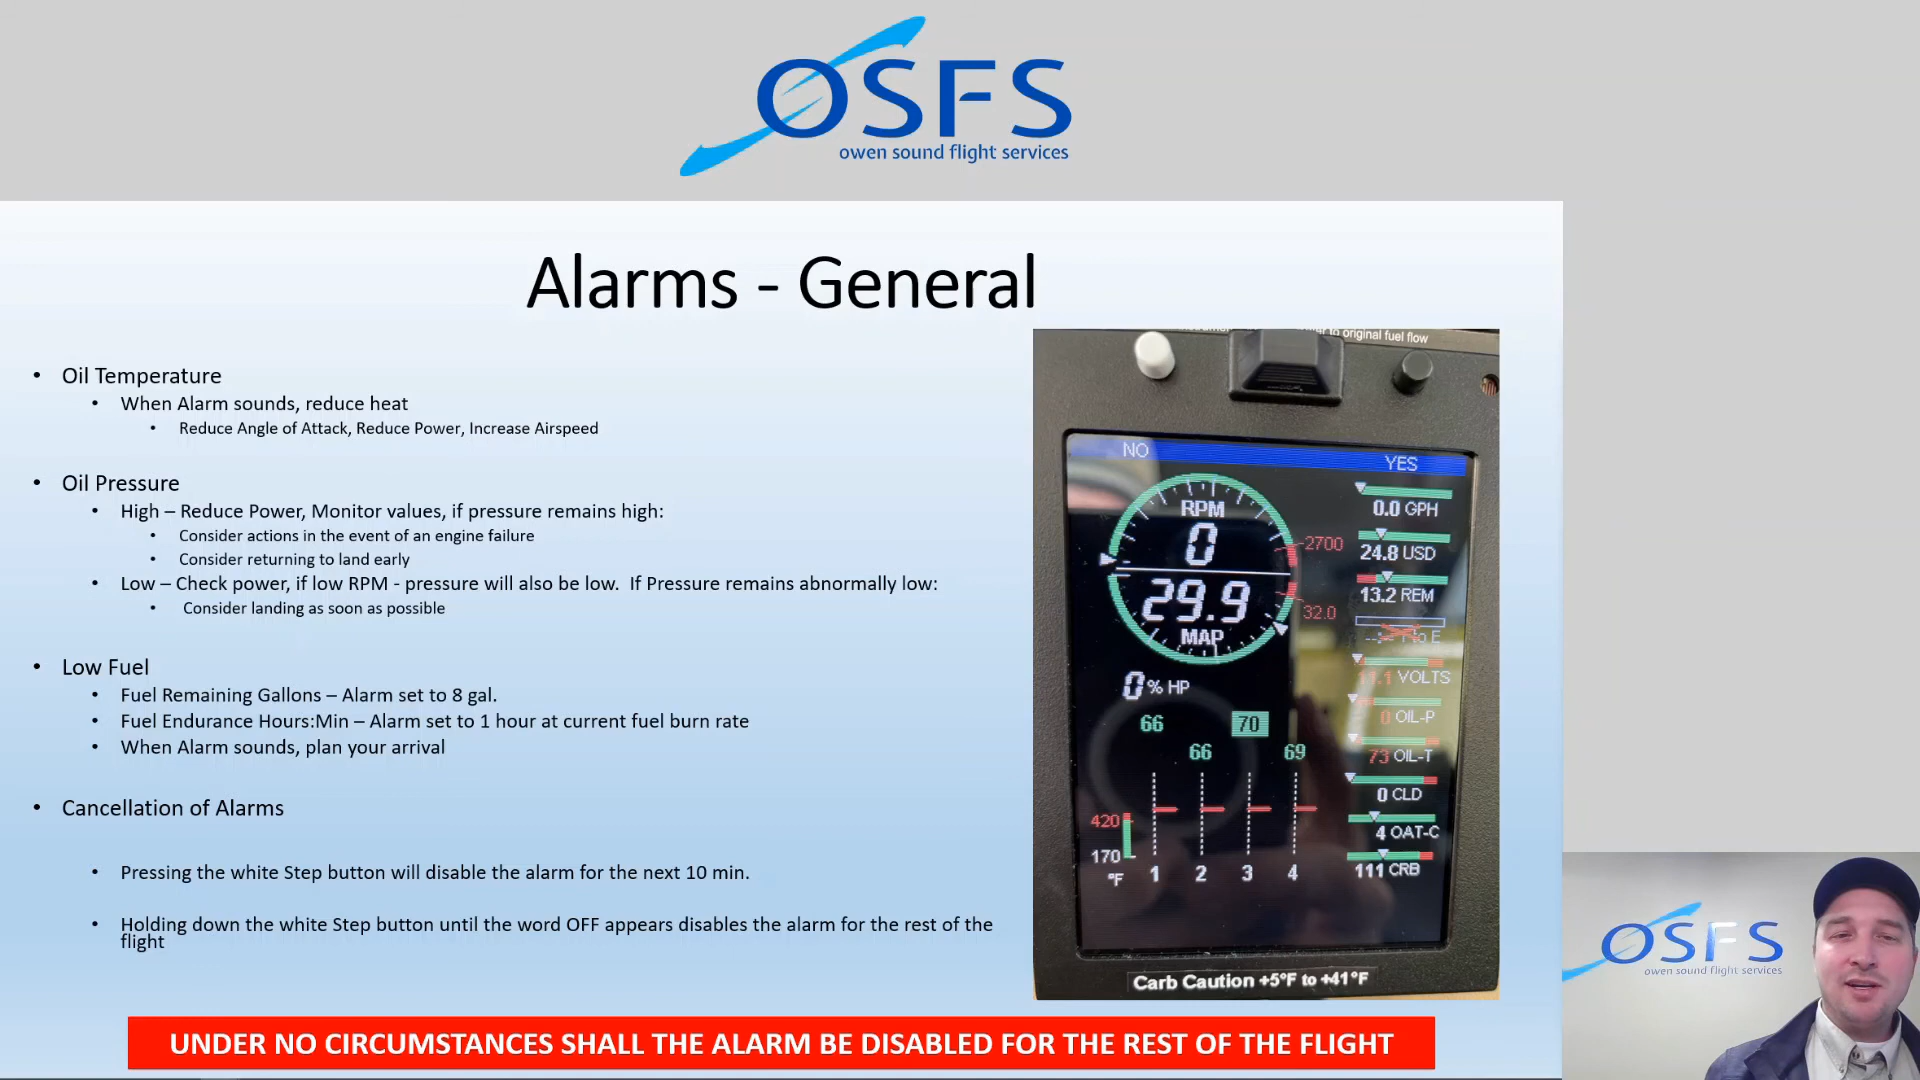 OSFS
owen sound flight services
Alarms - General
• Oil Temperature
• When Alarm sounds, reduce heat
• Reduce Angle of Attack, Reduce Power, Increase Airspeed
• Oil Pressure
• High – Reduce Power, Monitor values, if pressure remains high:
• Consider actions in the event of an engine failure
• Consider returning to land early
• Low – Check power, if low RPM - pressure will also be low.  If Pressure remains abnormally low:
• Consider landing as soon as possible
• Low Fuel
• Fuel Remaining Gallons – Alarm set to 8 gal.
• Fuel Endurance Hours:Min – Alarm set to 1 hour at current fuel burn rate
• When Alarm sounds, plan your arrival
• Cancellation of Alarms
• Pressing the white Step button will disable the alarm for the next 10 min.
• Holding down the white Step button until the word OFF appears disables the alarm for the rest of the
flight
to original fuel flow
NO YES
RPM
0
29.9
MAP
2700
32.0
0.0 GPH
24.8 USD
13.2 REM
VOLTS
0 OIL-P
73 OIL-T
0 CLD
4 OAT-C
111 CRB
0 % HP
66 70
66 69
420
170
°F 1 2 3 4
Carb Caution +5°F to +41°F
UNDER NO CIRCUMSTANCES SHALL THE ALARM BE DISABLED FOR THE REST OF THE FLIGHT
OSFS
owen sound flight services